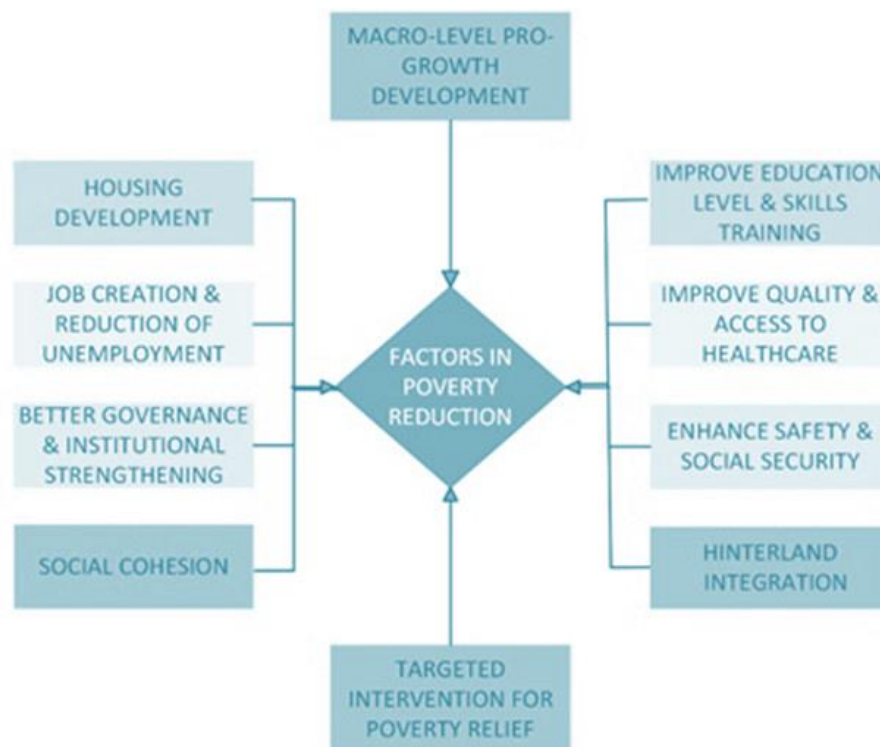 MACRO-LEVEL PRO-
GROWTH
DEVELOPMENT
HOUSING
DEVELOPMENT
JOB CREATION &
REDUCTION OF
UNEMPLOYMENT
BETTER GOVERNANCE
& INSTITUTIONAL
STRENGTHENING
SOCIAL COHESION
FACTORS IN
POVERTY
REDUCTION
IMPROVE EDUCATION
LEVEL & SKILLS
TRAINING
IMPROVE QUALITY &
ACCESS TO
HEALTHCARE
ENHANCE SAFETY &
SOCIAL SECURITY
HINTERLAND
INTEGRATION
TARGETED
INTERVENTION FOR
POVERTY RELIEF